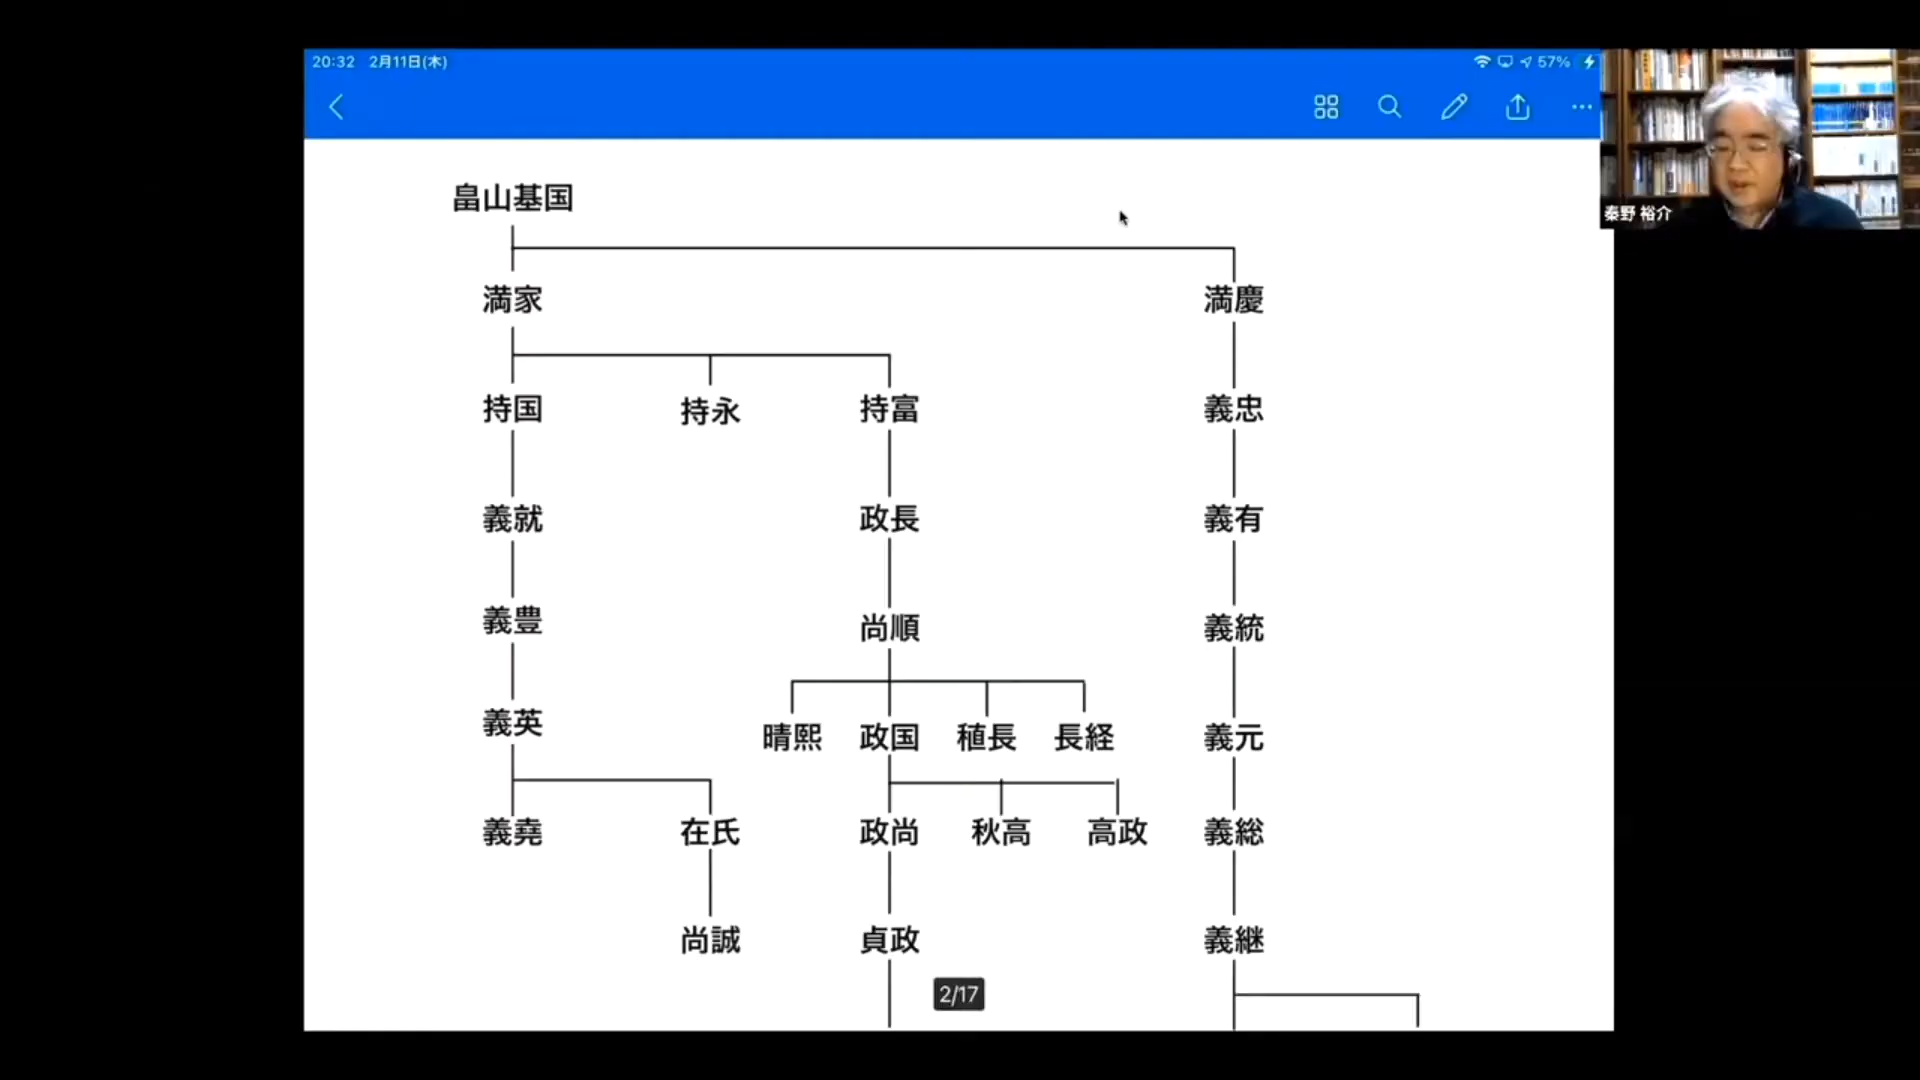 20:32 2月11日(木)
57%
秦野 裕介
畠山基国
満家
満慶
持国
持永
持富
義忠
義就
政長
義有
義豊
尚順
義統
義英
晴熙
政国
稙長
長経
義元
義堯
在氏
政尚
秋高
高政
義総
尚誠
貞政
義継
2/17